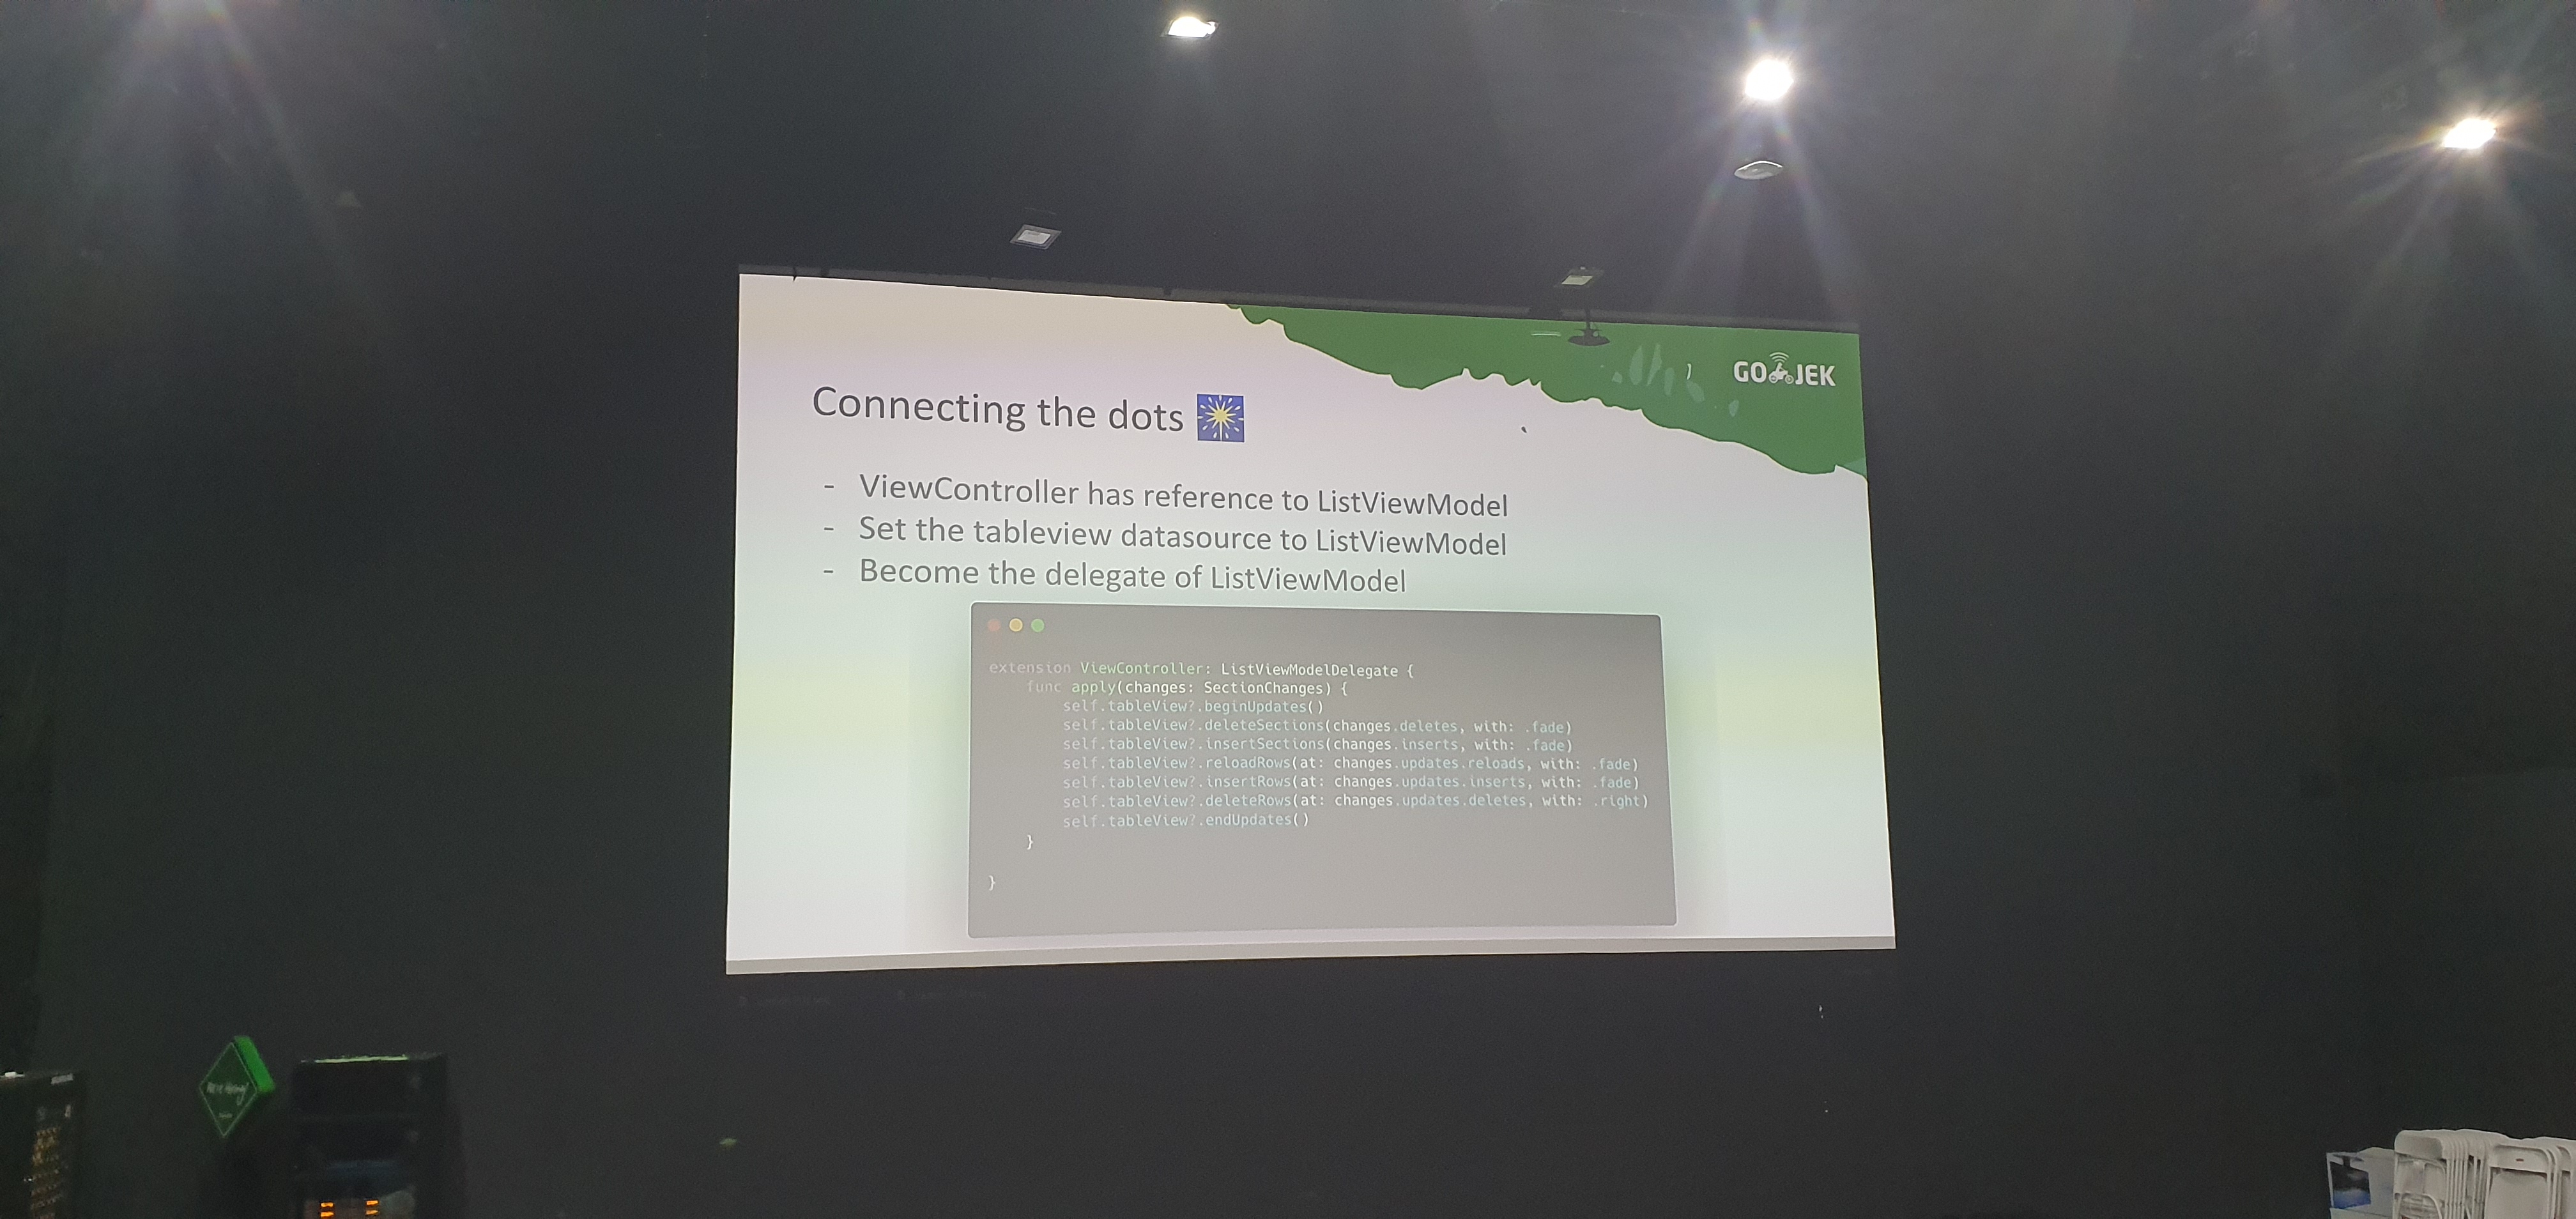 GOJEK
Connecting the dots
- ViewController has reference to ListViewModel
- Set the tableview datasource to ListViewModel
- Become the delegate of ListViewModel
extension ViewController: ListViewModelDelegate {
    func apply(changes: SectionChanges) {
        self.tableView?.beginUpdates()
        self.tableView?.deleteSections(changes.deletes, with: .fade)
        self.tableView?.insertSections(changes.inserts, with: .fade)
        self.tableView?.reloadRows(at: changes.updates.reloads, with: .fade)
        self.tableView?.insertRows(at: changes.updates.inserts, with: .fade)
        self.tableView?.deleteRows(at: changes.updates.deletes, with: .right)
        self.tableView?.endUpdates()
    }
}